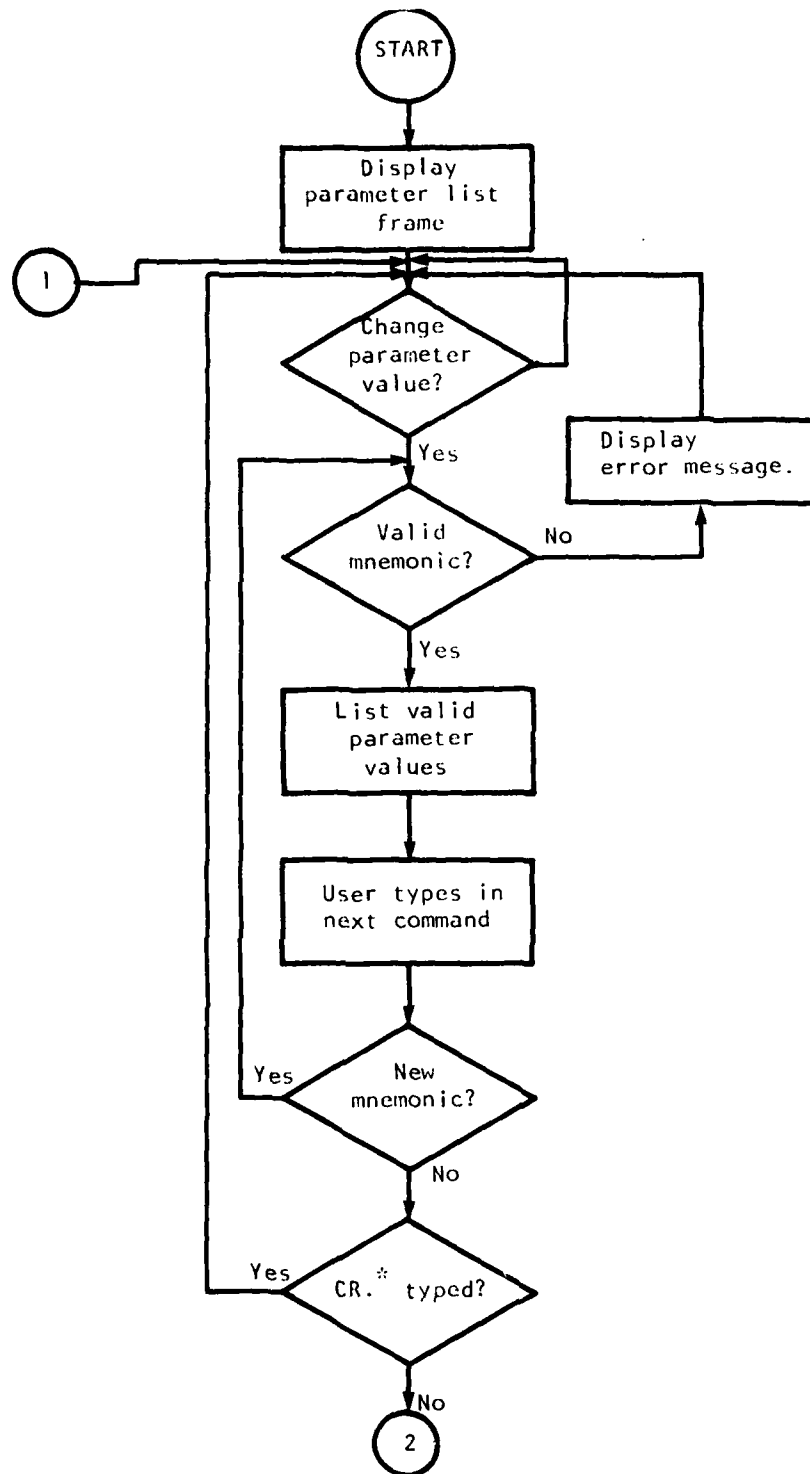 START
Display
parameter list
frame
1
Change
parameter
value?
Yes
Display
error message.
Valid
mnemonic?
No
Yes
List valid
parameter
values
User types in
next command
Yes
New
mnemonic?
No
Yes
CR.* typed?
No
2